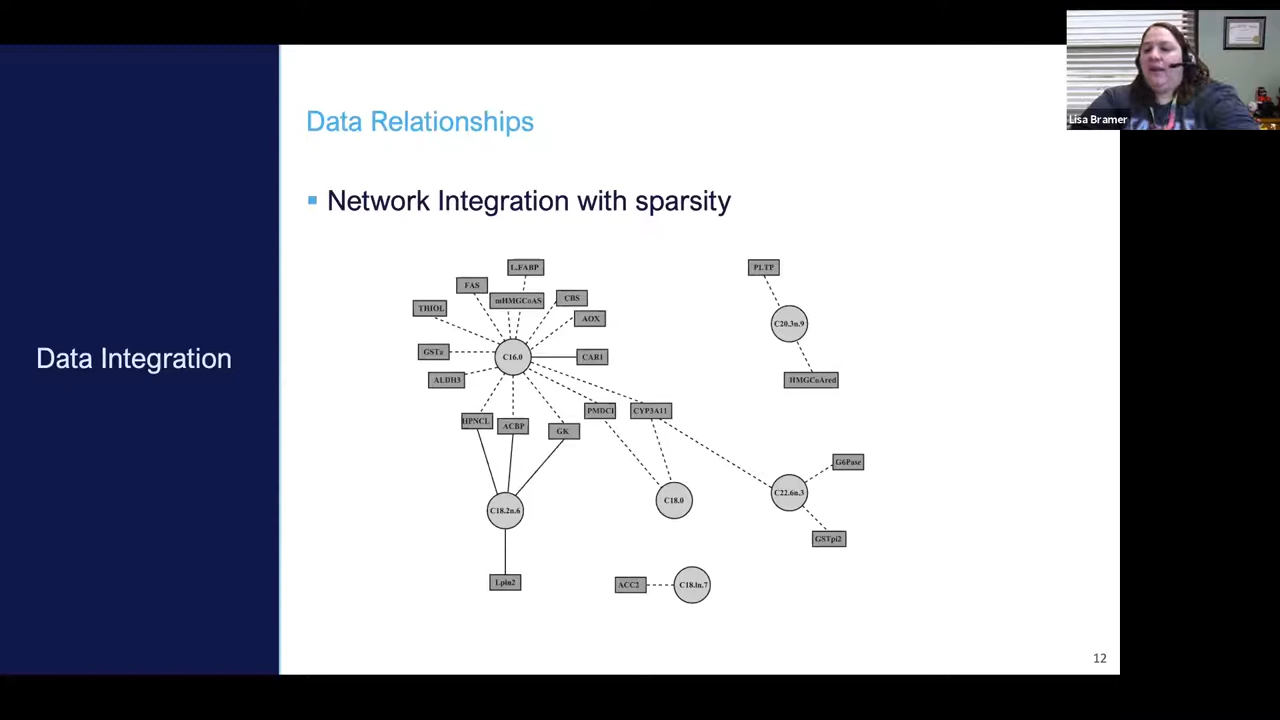 Lisa Bramer
Data Relationships
▪ Network Integration with sparsity
Data Integration
L.FABP
PLTP
FAS
mHMGCoAS
CBS
THIOL
AOX
C20.3n.9
GSTa
C16.0
CAR1
ALDH3
HMGCoAred
HPNCL
ACBP
GK
PMDCI
CYP3A11
G6Pase
C18.2n.6
C18.0
C22.6n.3
GSTpi2
Lpin2
ACC2
C18.1n.7
12